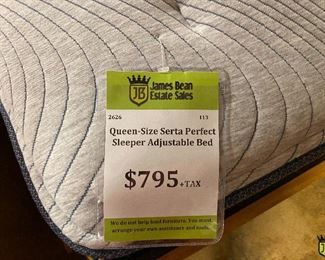 James Bean
Estate Sales
JB
2626 113
Queen-Size Serta Perfect
Sleeper Adjustable Bed
$795 +TAX
We do not help load furniture. You must
arrange your own assistance and tools.